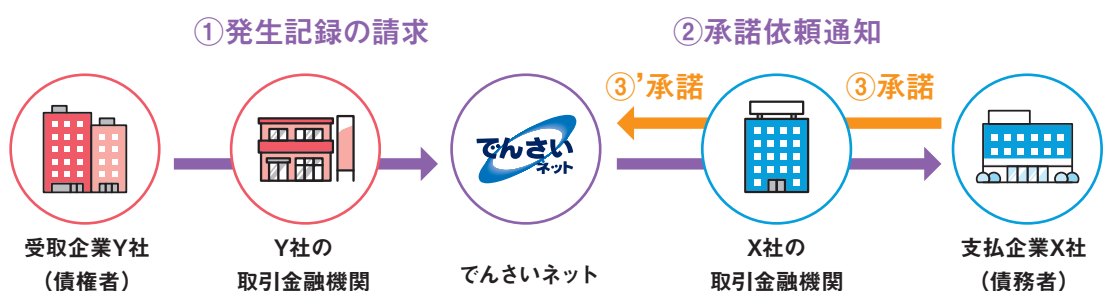 ①発生記録の請求
②承諾依頼通知
③’承諾
③承諾
でんさい
ネット
受取企業Y社
（債権者）
Y社の
取引金融機関
でんさいネット
X社の
取引金融機関
支払企業X社
（債務者）